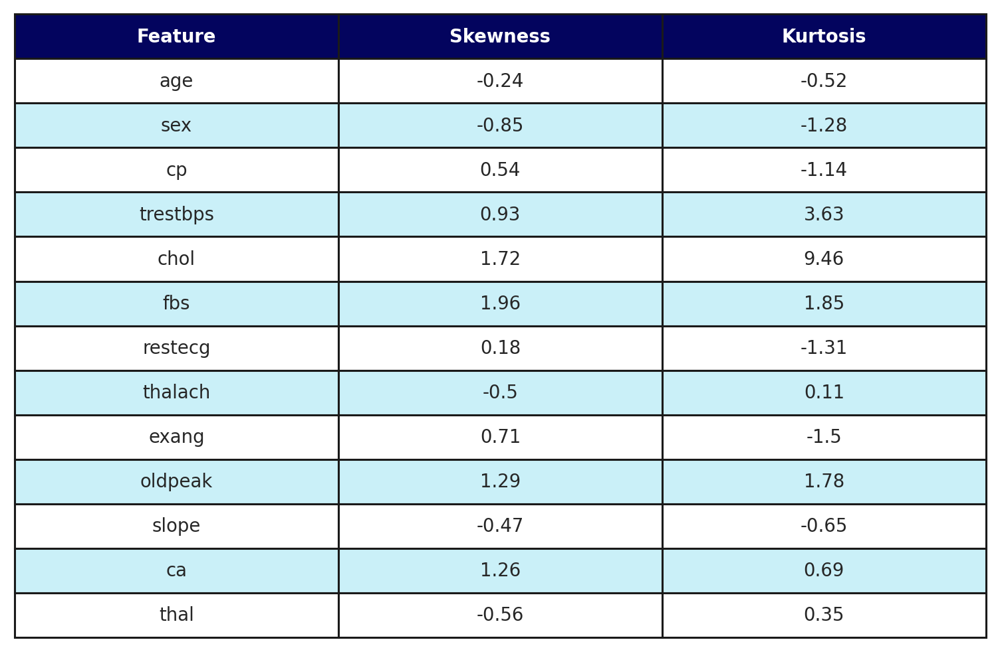 Feature Skewness Kurtosis
age -0.24 -0.52
sex -0.85 -1.28
cp 0.54 -1.14
trestbps 0.93 3.63
chol 1.72 9.46
fbs 1.96 1.85
restecg 0.18 -1.31
thalach -0.5 0.11
exang 0.71 -1.5
oldpeak 1.29 1.78
slope -0.47 -0.65
ca 1.26 0.69
thal -0.56 0.35